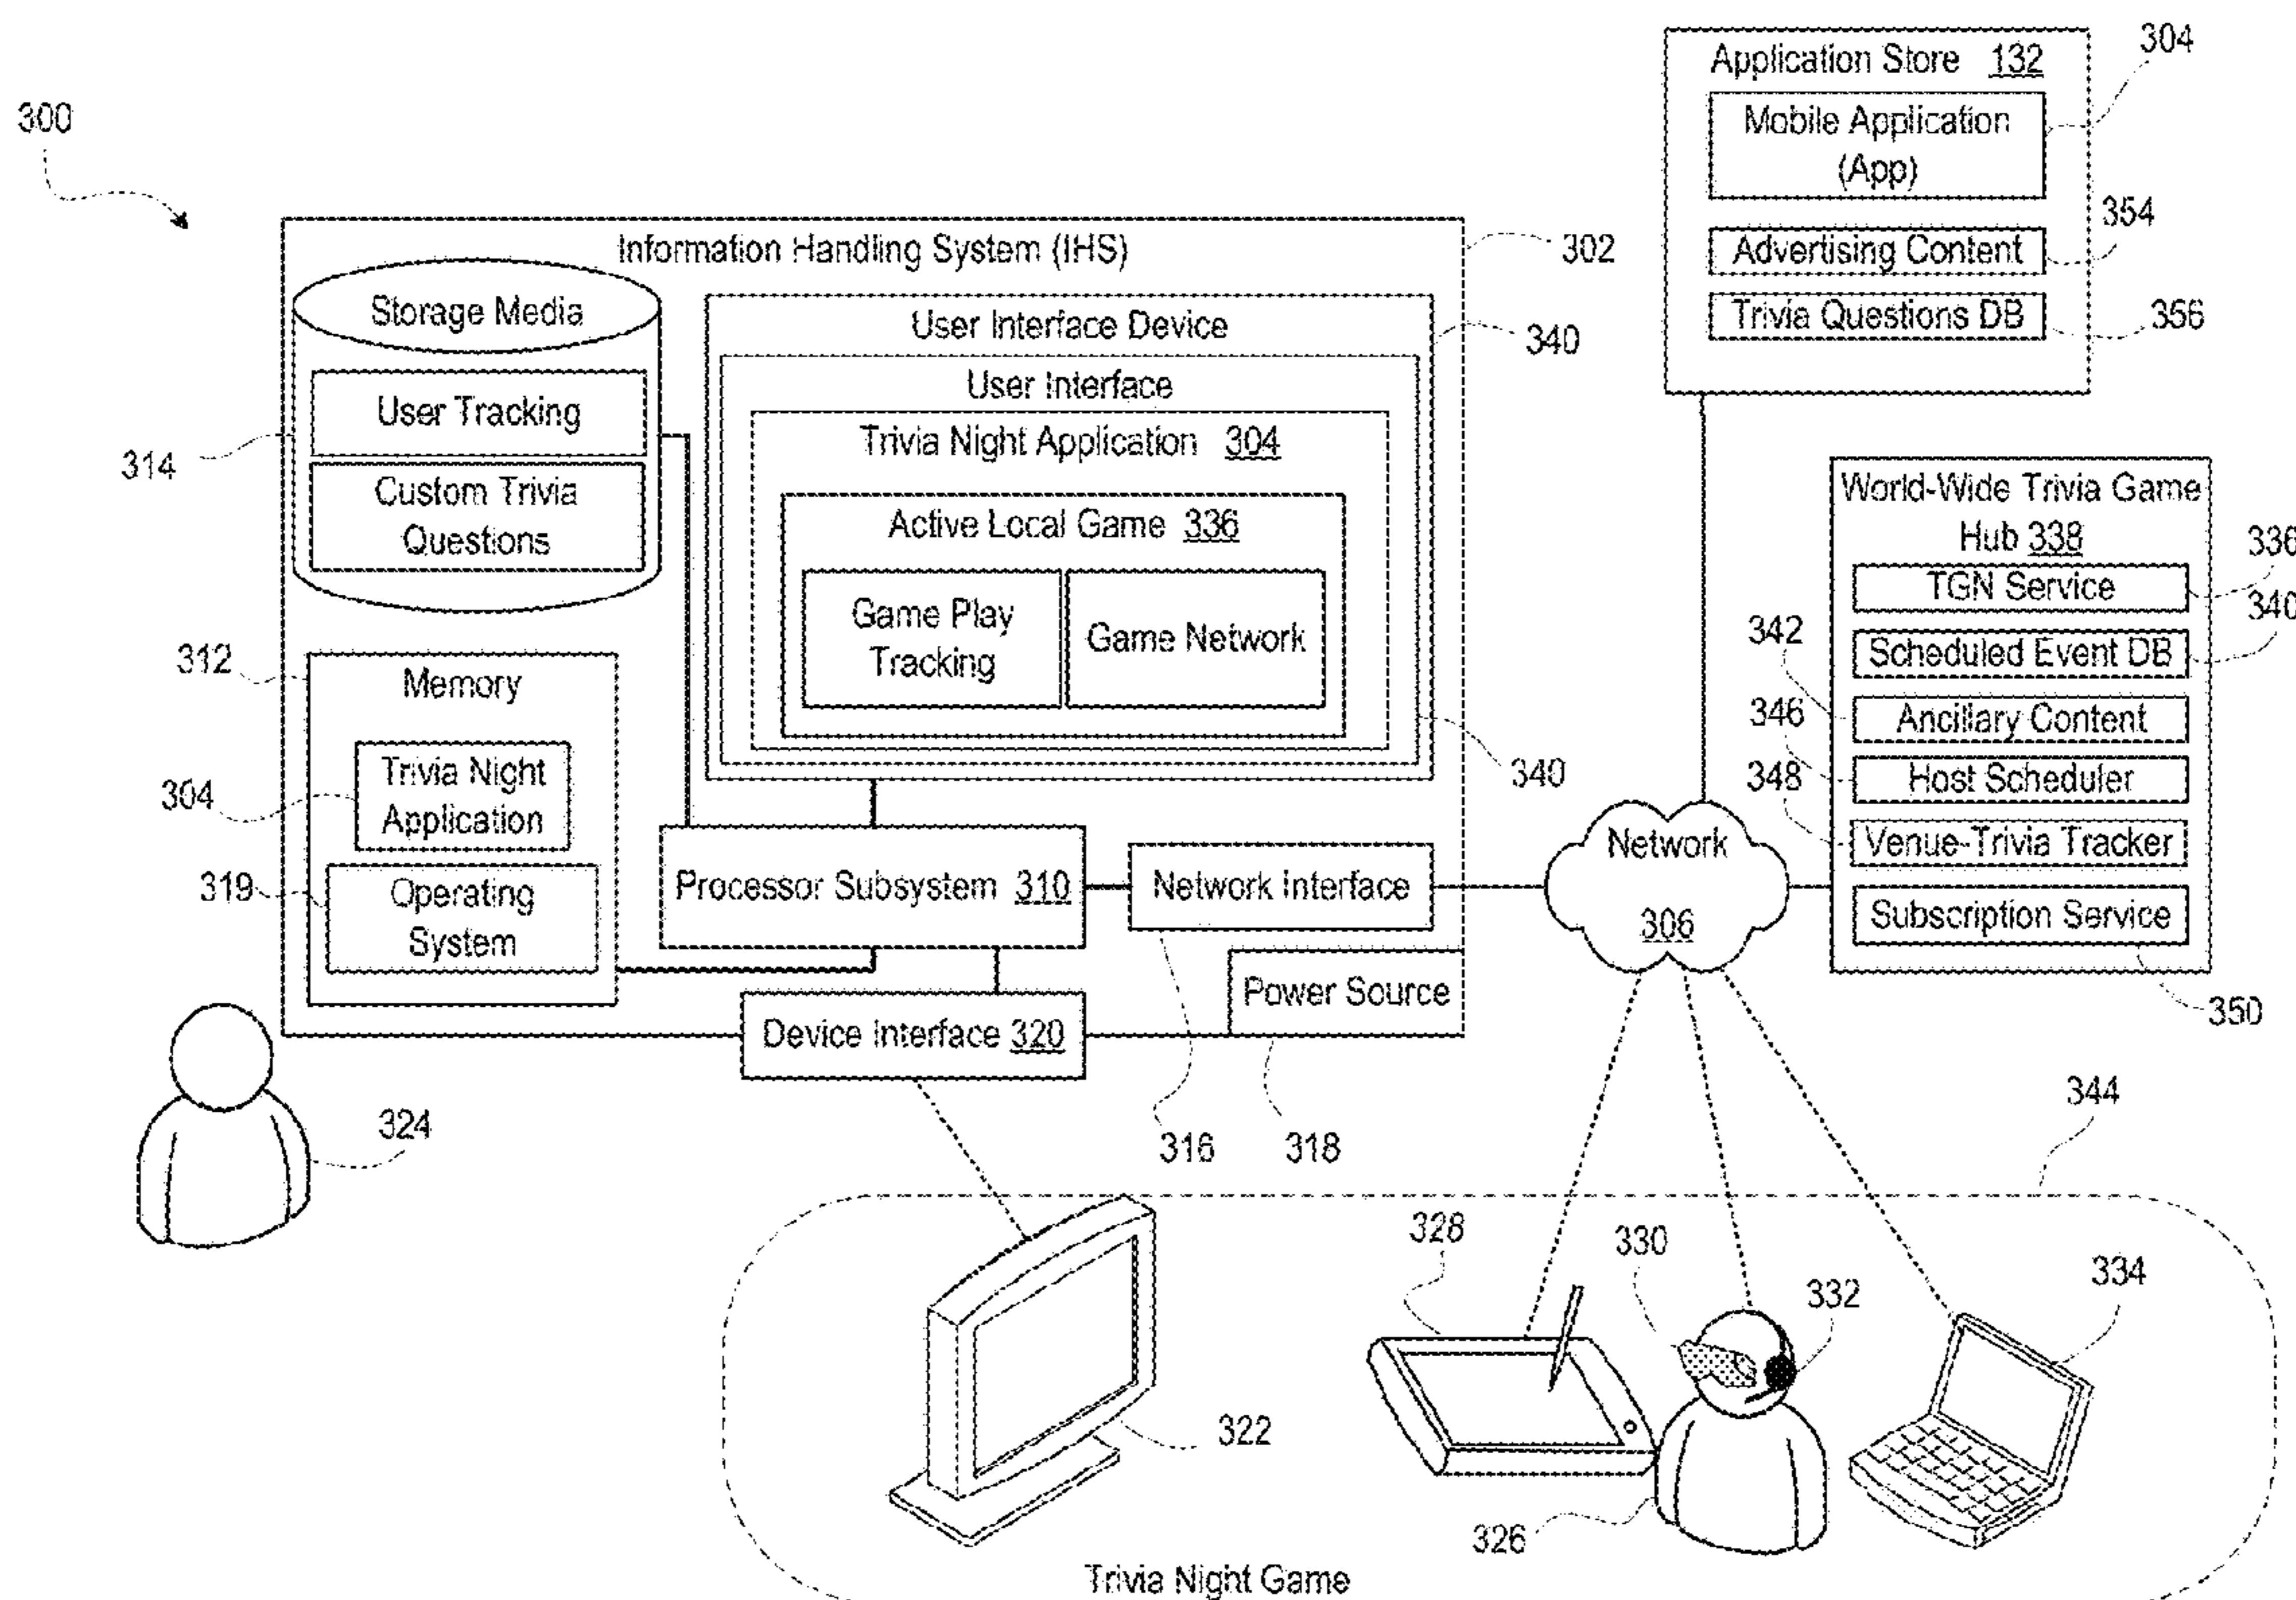 300
Information Handling System (IHS)
302
Storage Media
User Tracking
Custom Trivia
Questions
314
312
Memory
Trivia Night
Application
304
319
Operating
System
User Interface Device
340
User Interface
Trivia Night Application 304
Active Local Game 336
Game Play
Tracking
Game Network
340
Processor Subsystem 310
Network Interface
Power Source
Device Interface 320
316
318
324
Application Store 132
304
Mobile Application
(App)
354
Advertising Content
Trivia Questions DB
356
World-Wide Trivia Game
Hub 338
336
TGN Service
340
Scheduled Event DB
342
Ancillary Content
346
Host Scheduler
348
Venue-Trivia Tracker
Subscription Service
350
Network
306
344
328
330
332
334
322
326
Trivia Night Game